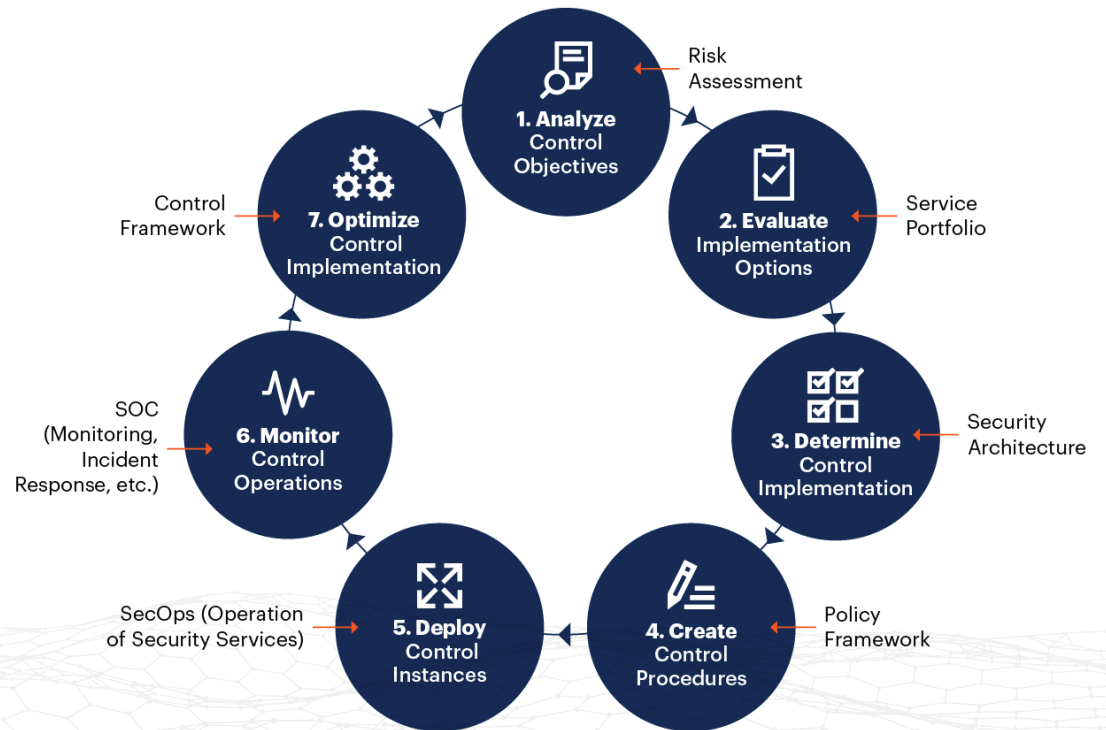 1. Analyze
Control
Objectives
Risk
Assessment
2. Evaluate
Implementation
Options
Service
Portfolio
3. Determine
Control
Implementation
Security
Architecture
4. Create
Control
Procedures
Policy
Framework
5. Deploy
Control
Instances
SecOps (Operation
of Security Services)
6. Monitor
Control
Operations
SOC
(Monitoring,
Incident
Response, etc.)
7. Optimize
Control
Implementation
Control
Framework